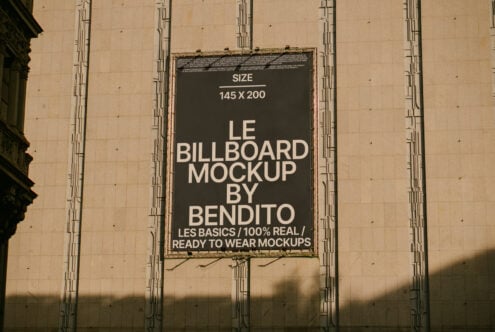 SIZE
145 X 200
LE
BILLBOARD
MOCKUP
BY
BENDITO
LES BASICS / 100% REAL /
READY TO WEAR MOCKUPS